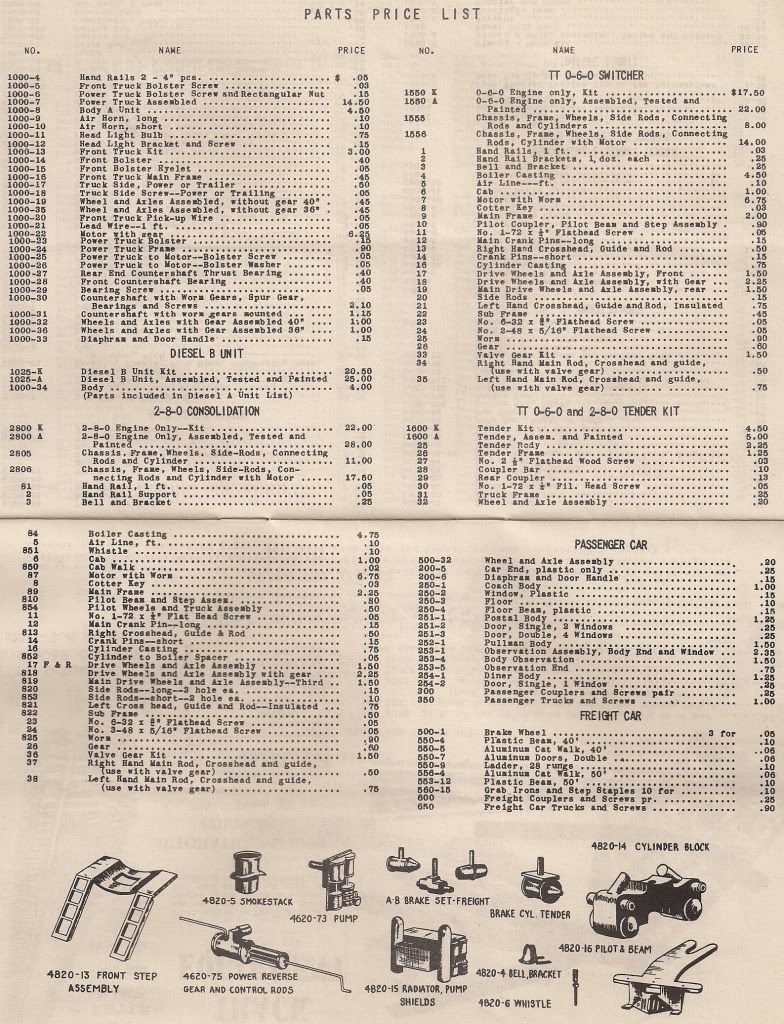 PARTS PRICE LIST
NO. NAME PRICE
1000-4 Hand Rails 2 - 4" pcs. $ .05
1000-5 Front Truck Bolster Screw .03
1000-6 Power Truck Bolster Screw and Rectangular Nut .15
1000-7 Power Truck Assembled 14.50
1000-8 Body A Unit 4.50
1000-9 Air Horn, long .10
1000-10 Air Horn, short .10
1000-11 Head Light Bulb .75
1000-12 Head Light Bracket and Screw .15
1000-13 Front Truck Kit 3.00
1000-14 Front Bolster .40
1000-15 Front Bolster Eyelet .05
1000-16 Front Truck Main Frame .45
1000-17 Truck Side, Power or Trailer .50
1000-18 Truck Side Screw--Power or Trailing .05
1000-19 Wheel and Axles Assembled, without gear 40" .45
1000-35 Wheel and Axles Assembled, without gear 36" .45
1000-20 Front Truck Pick-up Wire .05
1000-21 Lead Wire--1 ft. .05
1000-22 Motor with gear 6.25
1000-23 Power Truck Bolster .15
1000-24 Power Truck Frame .90
1000-25 Power Truck to Motor--Bolster Screw .05
1000-26 Power Truck to Motor--Bolster Washer .05
1000-27 Rear End Countershaft Thrust Bearing .40
1000-28 Front Countershaft Bearing .40
1000-29 Bearing Screw .05
1000-30 Countershaft with Worm Gears, Spur Gear,
Bearings and Screws 2.10
1000-31 Countershaft with worm gears mounted 1.15
1000-32 Wheels and Axles with Gear Assembled 40" 1.00
1000-36 Wheels and Axles with Gear Assembled 36" 1.00
1000-33 Diaphram and Door Handle .15
DIESEL B UNIT
1025-K Diesel B Unit Kit 20.50
1025-A Diesel B Unit, Assembled, Tested and Painted 25.00
1000-34 Body 4.00
(Parts included in Diesel A Unit List)
2-8-0 CONSOLIDATION
2800 K 2-8-0 Engine Only--Kit 22.00
2800 A 2-8-0 Engine Only, Assembled, Tested and
Painted 28.00
2805 Chassis, Frame, Wheels, Side-Rods, Connecting
Rods and Cylinder 11.00
2806 Chassis, Frame, Wheels, Side-Rods, Con-
necting Rods and Cylinder with Motor 17.50
81 Hand Rail, 1 ft. .05
2 Hand Rail Support .05
3 Bell and Bracket .25
84 Boiler Casting 4.75
5 Air Line, ft. .10
851 Whistle .10
6 Cab 1.00
850 Cab Walk .02
87 Motor with Worm 6.75
8 Cotter Key .03
89 Main Frame 2.25
810 Pilot Beam and Step Assem. .80
854 Pilot Wheels and Truck Assembly .50
11 No. 1-72 x ⅛" Flat Head Screw .05
12 Main Crank Pin--long .15
813 Right Crosshead, Guide & Rod .50
14 Crank Pins--short .15
16 Cylinder Casting .75
852 Cylinder to Boiler Spacer .05
17 F & R Drive Wheels and Axle Assembly 1.50
818 Drive Wheels and Axle Assembly with gear 2.25
819 Main Drive Wheels and Axle Assembly--Third 1.50
820 Side Rods--long--3 hole ea. .15
853 Side Rods--short--2 hole ea. .10
821 Left Cross head, Guide and Rod--Insulated .75
822 Sub Frame .50
23 No. 6-32 x ⅜" Flathead Screw .05
24 No. 3-48 x 5/16" Flathead Screw .05
825 Worm .90
26 Gear .60
36 Valve Gear Kit 1.50
37 Right Hand Main Rod, Crosshead and guide,
(use with valve gear) .50
38 Left Hand Main Rod, Crosshead and guide,
(use with valve gear) .75
NO. NAME PRICE
TT 0-6-0 SWITCHER
1550 K 0-6-0 Engine only, Kit $17.50
1550 A 0-6-0 Engine only, Assembled, Tested and
Painted 22.00
1555 Chassis, Frame, Wheels, Side Rods, Connecting
Rods and Cylinders 8.00
1556 Chassis, Frame, Wheels, Side Rods, Connecting
Rods, Cylinder with Motor 14.00
1 Hand Rails, 1 ft. .03
2 Hand Rail Brackets, 1 doz. each .25
3 Bell and Bracket .25
4 Boiler Casting 4.50
5 Air Line---ft. .05
6 Cab 1.00
7 Motor with Worm 6.75
8 Cotter Key .03
9 Main Frame 2.00
10 Pilot Coupler, Pilot Beam and Step Assembly .90
11 No. 1-72 x ⅛" Flathead Screw .05
12 Main Crank Pins--long .15
13 Right Hand Crosshead, Guide and Rod .50
14 Crank Pins--short .15
16 Cylinder Casting .75
17 Drive Wheels and Axle Assembly, Front 1.50
18 Drive Wheels and Axle Assembly, with Gear 2.25
19 Main Drive Wheels and Axle Assembly, rear 1.50
20 Side Rods .15
21 Left Hand Crosshead, Guide and Rod, Insulated .75
22 Sub Frame .45
23 No. 6-32 x ⅜" Flathead Screw .05
24 No. 2-48 x 5/16" Flathead Screw .05
25 Worm .90
26 Gear .60
33 Valve Gear Kit 1.50
34 Right Hand Main Rod, Crosshead and guide,
(use with valve gear) .50
35 Left Hand Main Rod, Crosshead and guide,
(use with valve gear) .75
TT 0-6-0 and 2-8-0 TENDER KIT
1600 K Tender Kit 4.50
1600 A Tender, Assem. and Painted 5.00
25 Tender Body 2.25
26 Tender Frame 1.25
27 No. 2 ½" Flathead Wood Screw .03
28 Coupler Bar .10
29 Rear Coupler .13
30 No. 1-72 x ⅛" Fil. Head Screw .05
31 Truck Frame .25
32 Wheel and Axle Assembly .20
PASSENGER CAR
500-32 Wheel and Axle Assembly .20
200-5 Car End, plastic only .25
200-6 Diaphram and Door Handle .15
250-1 Coach Body 1.00
250-2 Window, Plastic .15
250-3 Floor .10
250-4 Floor Beam, plastic .15
251-1 Postal Body 1.25
251-2 Door, Single, 2 Windows .25
251-3 Door, Double, 4 Windows .25
252-1 Pullman Body 1.50
253-1 Observation Assembly, Body End and Window 2.35
253-4 Body Observation 1.50
253-5 Observation End .75
254-1 Diner Body 1.25
254-2 Door, Single, 1 Window .25
300 Passenger Couplers and Screws pair .25
350 Passenger Trucks and Screws 1.00
FREIGHT CAR
500-1 Brake Wheel 3 for .05
550-4 Plastic Beam, 40' .10
550-5 Aluminum Cat Walk, 40' .06
550-7 Aluminum Doors, Double .06
550-9 Ladder, 28 rungs .10
556-4 Aluminum Cat Walk, 50' .06
553-12 Plastic Beam, 50' .10
560-15 Grab Irons and Step Staples 10 for .10
600 Freight Couplers and Screws pr. .25
650 Freight Car Trucks and Screws .90
4820-13 FRONT STEP
ASSEMBLY
4820-5 SMOKESTACK
4620-73 PUMP
4620-75 POWER REVERSE
GEAR AND CONTROL RODS
A-B BRAKE SET-FREIGHT
4820-15 RADIATOR, PUMP
SHIELDS
BRAKE CYL. TENDER
4820-4 BELL, BRACKET
4820-6 WHISTLE
4820-14 CYLINDER BLOCK
4820-16 PILOT & BEAM